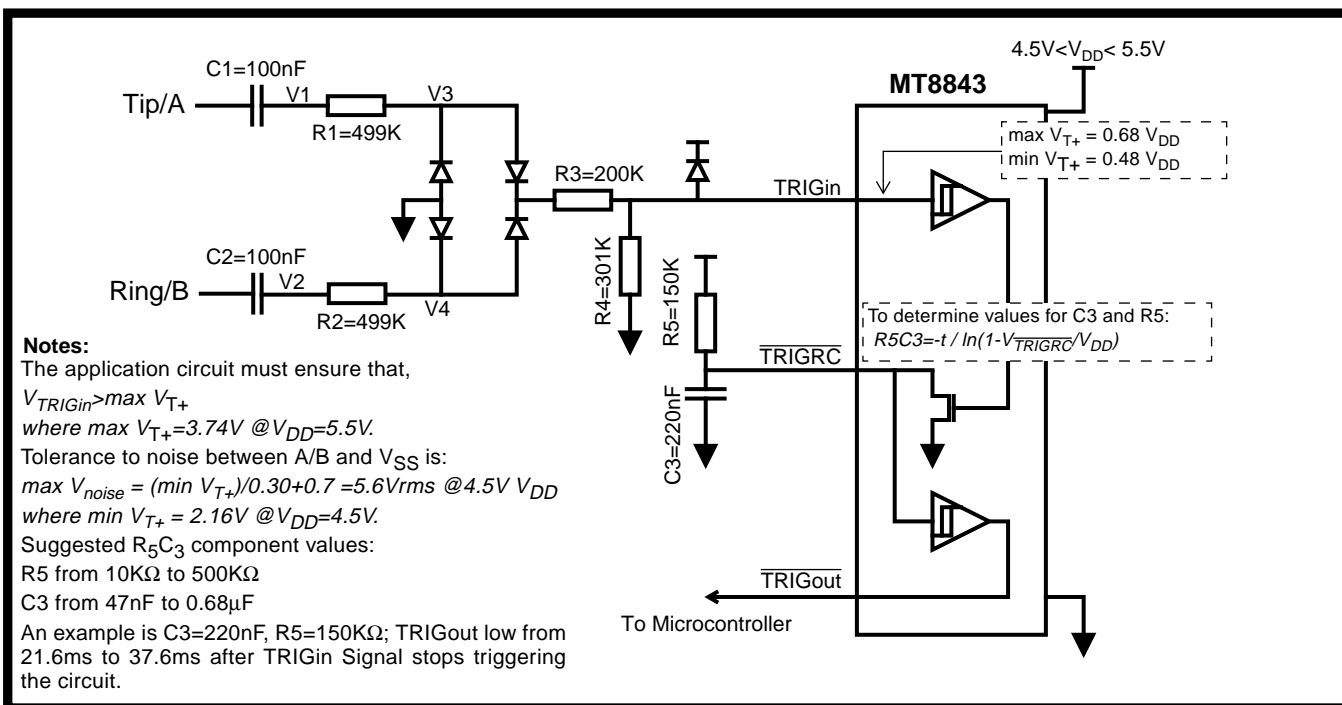 4.5V<VDD< 5.5V
MT8843
C1=100nF
Tip/A
V1
V3
R1=499K
max VT+ = 0.68 VDD
min VT+ = 0.48 VDD
R3=200K
TRIGin
C2=100nF
Ring/B
V2
V4
R2=499K
R4=301K
R5=150K
To determine values for C3 and R5:
R5C3=-t / ln(1-VTRIGRC/VDD)
TRIGRC
C3=220nF
TRIGout
To Microcontroller
Notes:
The application circuit must ensure that,
VTRIGin>max VT+
where max VT+=3.74V @VDD=5.5V.
Tolerance to noise between A/B and VSS is:
max Vnoise = (min VT+)/0.30+0.7 =5.6Vrms @4.5V VDD
where min VT+ = 2.16V @VDD=4.5V.
Suggested R5C3 component values:
R5 from 10KΩ to 500KΩ
C3 from 47nF to 0.68μF
An example is C3=220nF, R5=150KΩ; TRIGout low from
21.6ms to 37.6ms after TRIGin Signal stops triggering
the circuit.